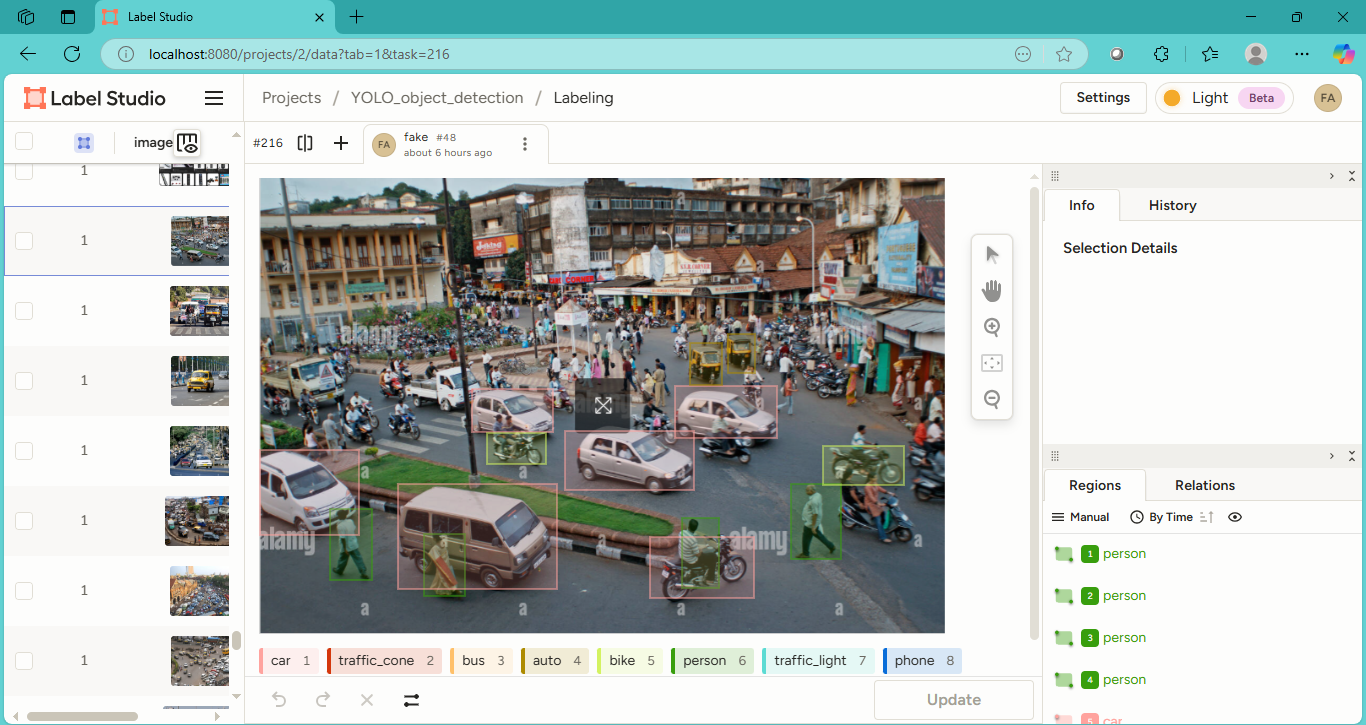 Label Studio
localhost:8080/projects/2/data?tab=1&task=216
Label Studio
Projects / YOLO_object_detection / Labeling
Settings
Light Beta
FA
image
#216
FA
fake #48
about 6 hours ago
1
1
1
1
1
1
1
1
alamy
alamy
alamy
alamy
a
a
a
a
a
a
a
a
a
car 1
traffic_cone 2
bus 3
auto 4
bike 5
person 6
traffic_light 7
phone 8
Update
Info
History
Selection Details
Regions
Relations
Manual
By Time
1 person
2 person
3 person
4 person
5 car